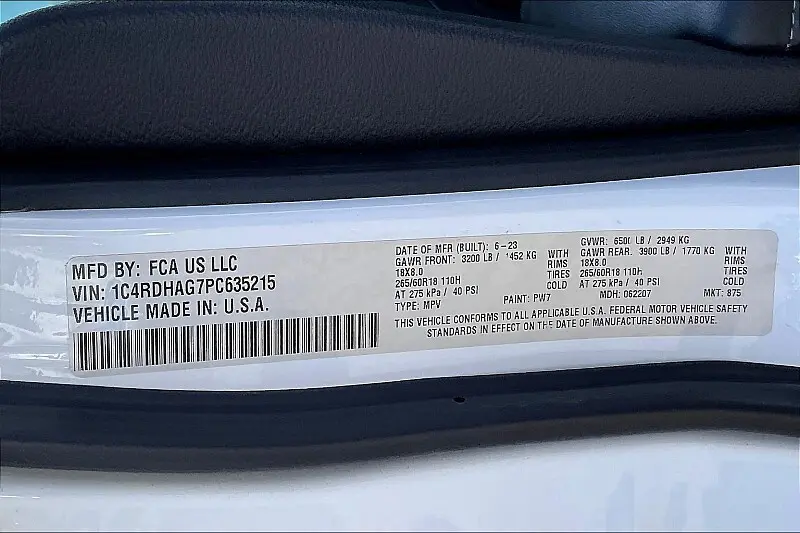 MFD BY: FCA US LLC
VIN: 1C4RDHAG7PC635215
VEHICLE MADE IN: U.S.A.
DATE OF MFR (BUILT): 6-23
GAWR FRONT: 3200 LB / 1452 KG WITH
18X8.0 RIMS
265/60R18 110H TIRES
AT 275 kPa / 40 PSI COLD
TYPE: MPV PAINT: PW7
GVWR: 6500 LB / 2949 KG
GAWR REAR: 3900 LB / 1770 KG WITH
18X8.0 RIMS
265/60R18 110H TIRES
AT 275 kPa / 40 PSI COLD
MDH: 062207 MKT: 875
THIS VEHICLE CONFORMS TO ALL APPLICABLE U.S.A. FEDERAL MOTOR VEHICLE SAFETY
STANDARDS IN EFFECT ON THE DATE OF MANUFACTURE SHOWN ABOVE.